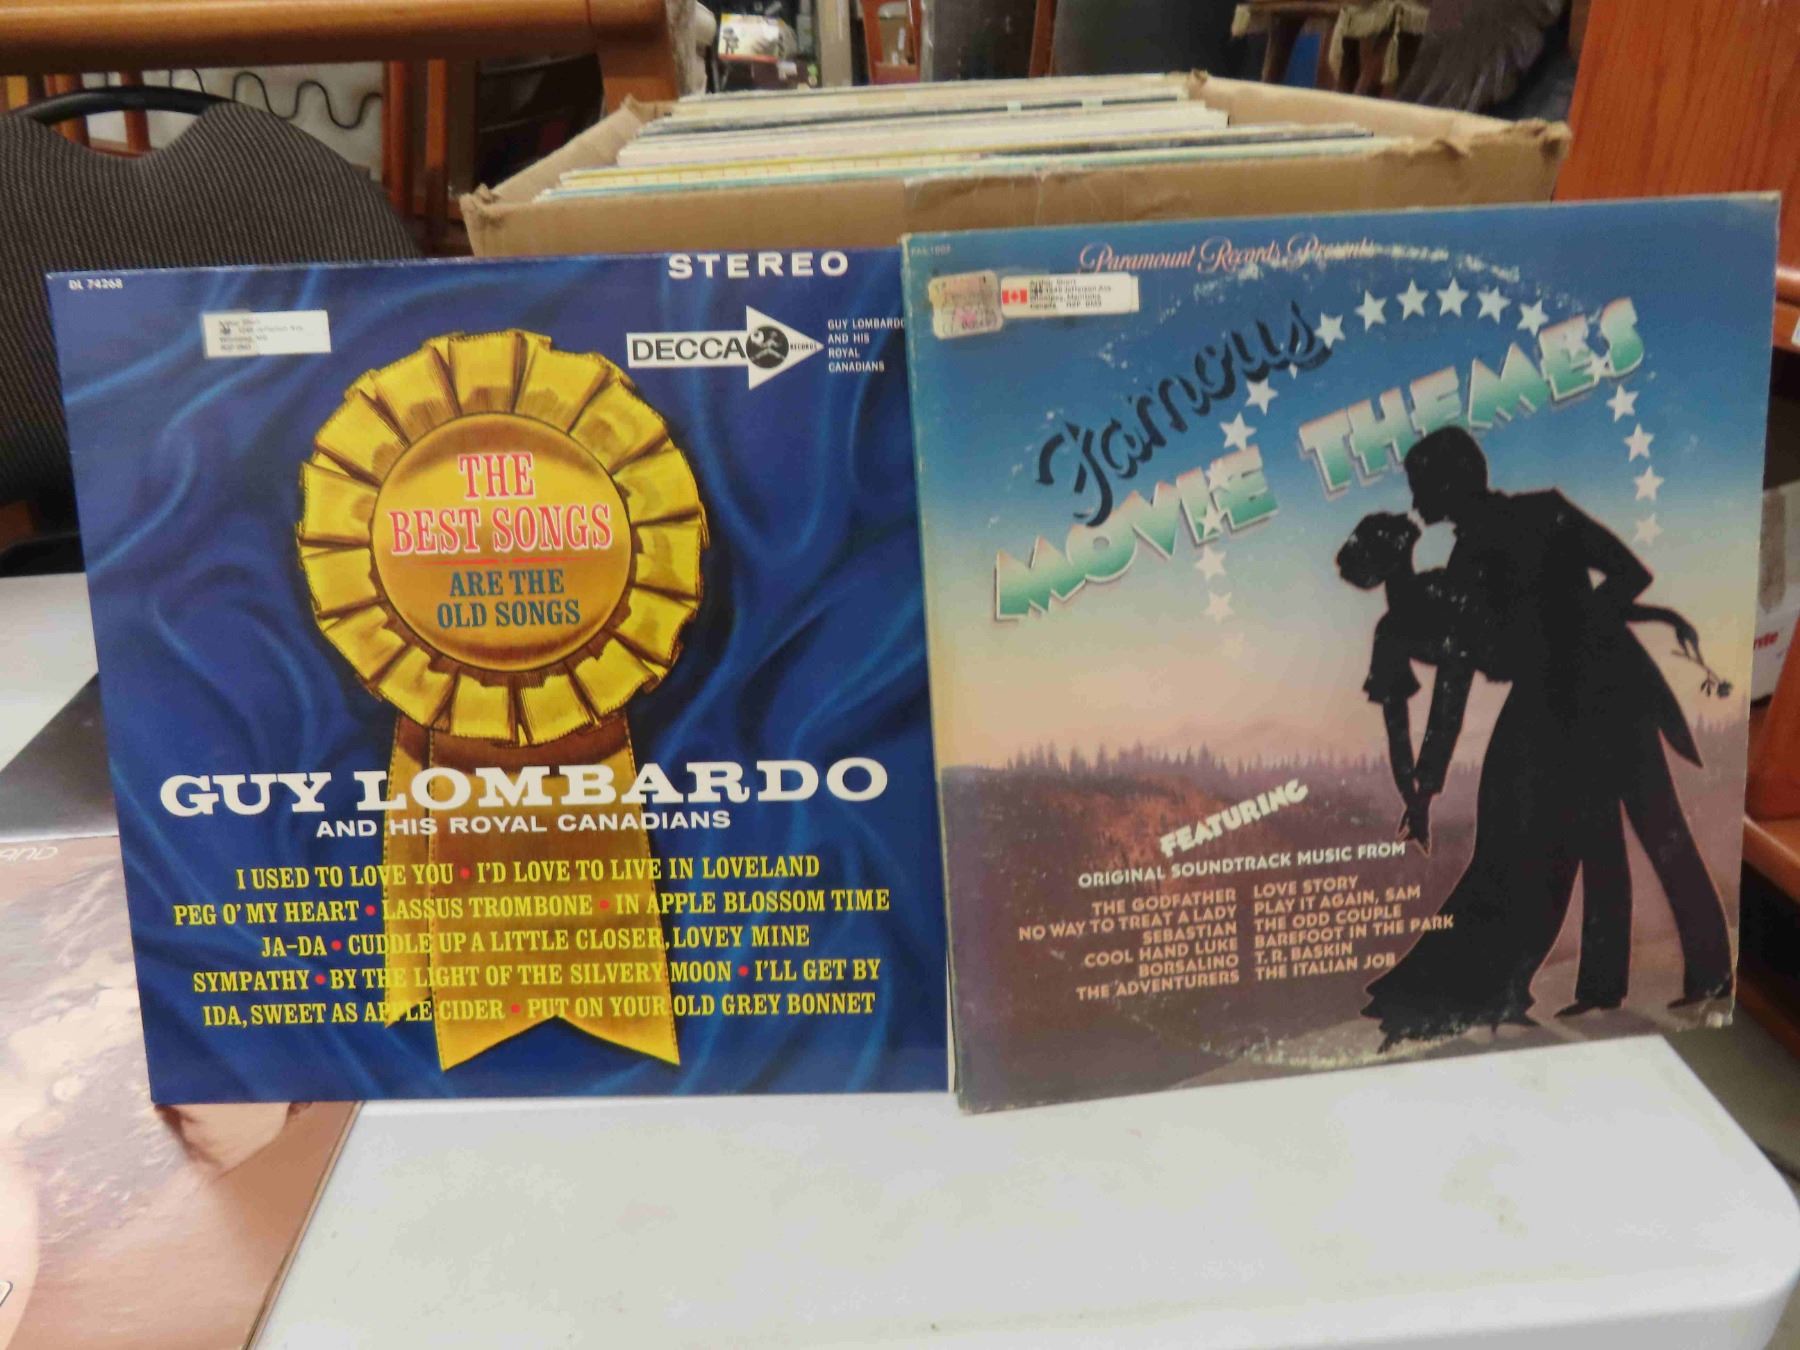 DL 74268
STEREO
DECCA RECORDS
GUY LOMBARDO
AND HIS
ROYAL
CANADIANS
THE
BEST SONGS
ARE THE
OLD SONGS
GUY LOMBARDO
AND HIS ROYAL CANADIANS
I USED TO LOVE YOU • I'D LOVE TO LIVE IN LOVELAND
PEG O' MY HEART • LASSUS TROMBONE • IN APPLE BLOSSOM TIME
JA-DA • CUDDLE UP A LITTLE CLOSER, LOVEY MINE
SYMPATHY • BY THE LIGHT OF THE SILVERY MOON • I'LL GET BY
IDA, SWEET AS APPLE CIDER • PUT ON YOUR OLD GREY BONNET
Paramount Records Presents
Winnipeg, Manitoba
Canada
Famous
MOVIE THEMES
FEATURING
ORIGINAL SOUNDTRACK MUSIC FROM
THE GODFATHER
NO WAY TO TREAT A LADY
SEBASTIAN
COOL HAND LUKE
BORSALINO
THE ADVENTURERS
LOVE STORY
PLAY IT AGAIN, SAM
THE ODD COUPLE
BAREFOOT IN THE PARK
T. R. BASKIN
THE ITALIAN JOB